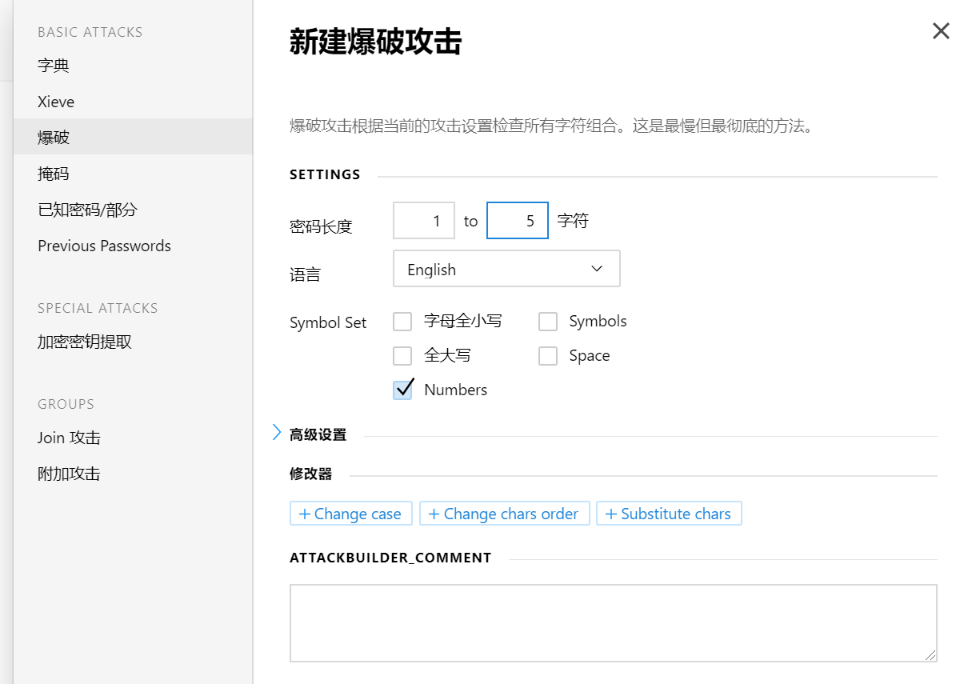 BASIC ATTACKS
字典
Xieve
爆破
掩码
已知密码/部分
Previous Passwords
SPECIAL ATTACKS
加密密钥提取
GROUPS
Join 攻击
附加攻击
新建爆破攻击
爆破攻击根据当前的攻击设置检查所有字符组合。这是最慢但最彻底的方法。
SETTINGS
密码长度 1 to 5 字符
语言 English
Symbol Set 字母全小写 Symbols
全大写 Space
Numbers
高级设置
修改器
+ Change case + Change chars order + Substitute chars
ATTACKBUILDER_COMMENT